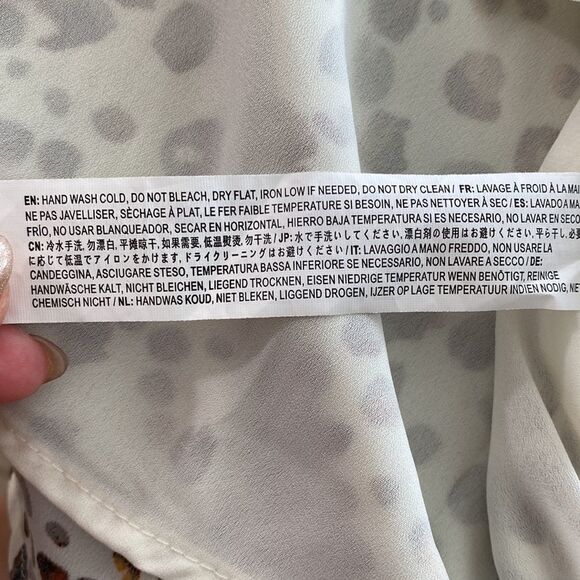 EN: HAND WASH COLD, DO NOT BLEACH, DRY FLAT, IRON LOW IF NEEDED, DO NOT DRY CLEAN / FR: LAVAGE À FROID À LA MAI
NE PAS JAVELLISER, SÈCHAGE À PLAT, LE FER FAIBLE TEMPERATURE SI BESOIN, NE PAS NETTOYER À SEC / ES: LAVADO A MA
FRÍO, NO USAR BLANQUEADOR, SECAR EN HORIZONTAL, HIERRO BAJA TEMPERATURA SI ES NECESARIO, NO LAVAR EN SEC
CN: 冷水手洗, 勿漂白, 平摊晾干, 如果需要, 低温熨烫, 勿干洗 / JP: 水で手洗いしてください, 漂白剤の使用はお避けください, 平ら干し, 必要
に応じて低温でアイロンをかけます, ドライクリーニングはお避けください / IT: LAVAGGIO A MANO FREDDO, NON USARE LA
CANDEGGINA, ASCIUGARE STESO, TEMPERATURA BASSA INFERIORE SE NECESSARIO, NON LAVARE A SECCO / DE:
HANDWÄSCHE KALT, NICHT BLEICHEN, LIEGEND TROCKNEN, EISEN NIEDRIGE TEMPERATUR WENN BENÖTIGT, REINIGE
CHEMISCH NICHT / NL: HANDWAS KOUD, NIET BLEKEN, LIGGEND DROGEN, IJZER OP LAGE TEMPERATUUR INDIEN NODIG, NIET